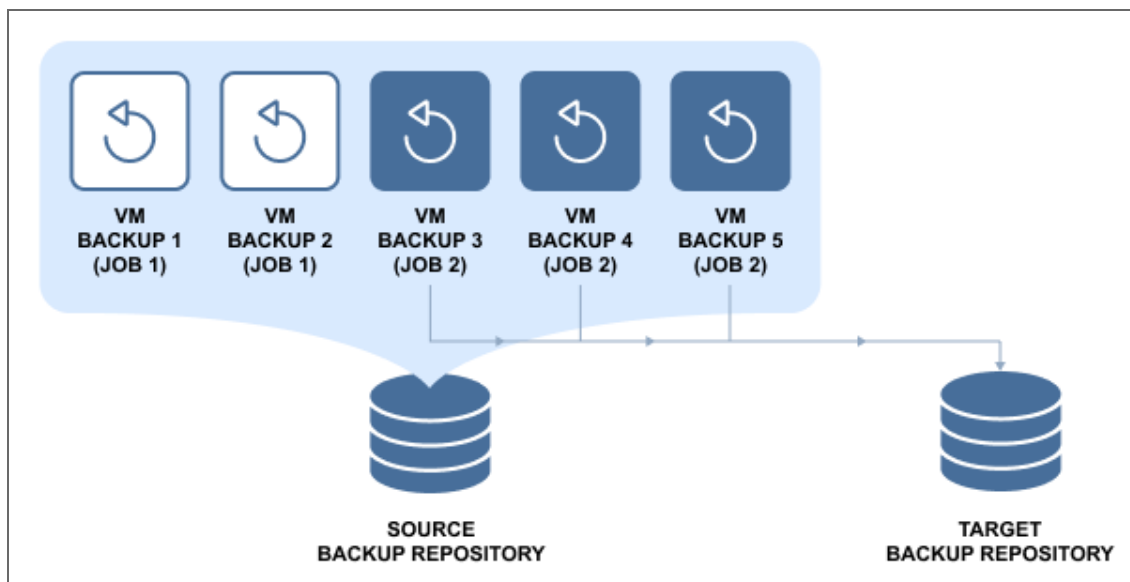 VM
BACKUP 1
(JOB 1)
VM
BACKUP 2
(JOB 1)
VM
BACKUP 3
(JOB 2)
VM
BACKUP 4
(JOB 2)
VM
BACKUP 5
(JOB 2)
SOURCE
BACKUP REPOSITORY
TARGET
BACKUP REPOSITORY